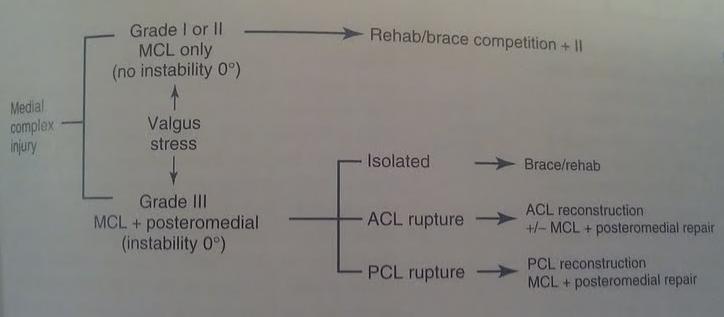 Medial
complex
injury
Grade I or II
MCL only
(no instability 0°)
Rehab/brace competition + II
Valgus
stress
Grade III
MCL + posteromedial
(instability 0°)
Isolated
Brace/rehab
ACL rupture
ACL reconstruction
+/– MCL + posteromedial repair
PCL rupture
PCL reconstruction
MCL + posteromedial repair